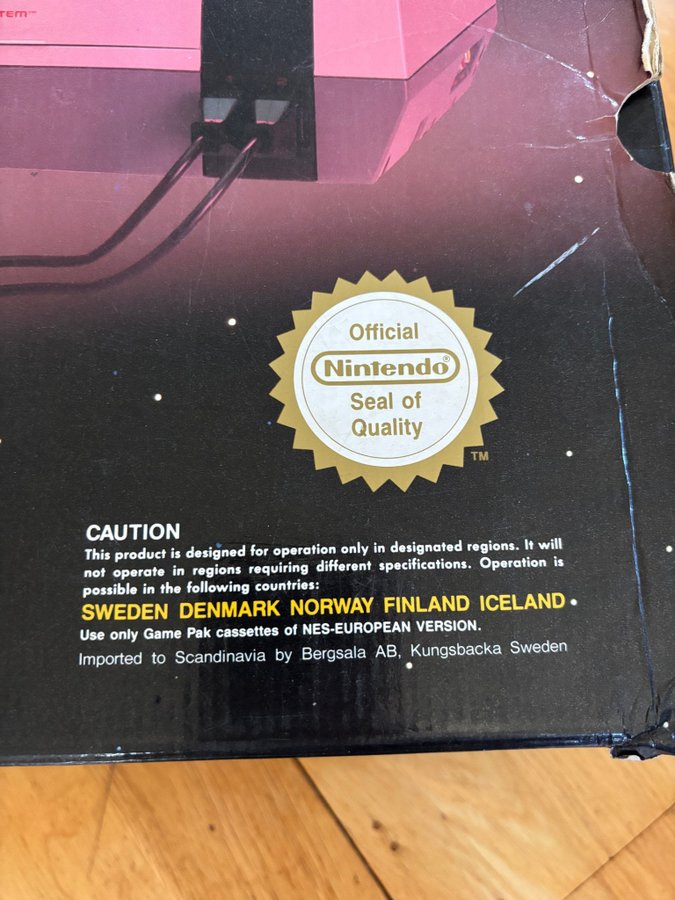 TEM™
Official
Nintendo®
Seal of
Quality
TM
CAUTION
This product is designed for operation only in designated regions. It will
not operate in regions requiring different specifications. Operation is
possible in the following countries:
SWEDEN DENMARK NORWAY FINLAND ICELAND
Use only Game Pak cassettes of NES-EUROPEAN VERSION.
Imported to Scandinavia by Bergsala AB, Kungsbacka Sweden